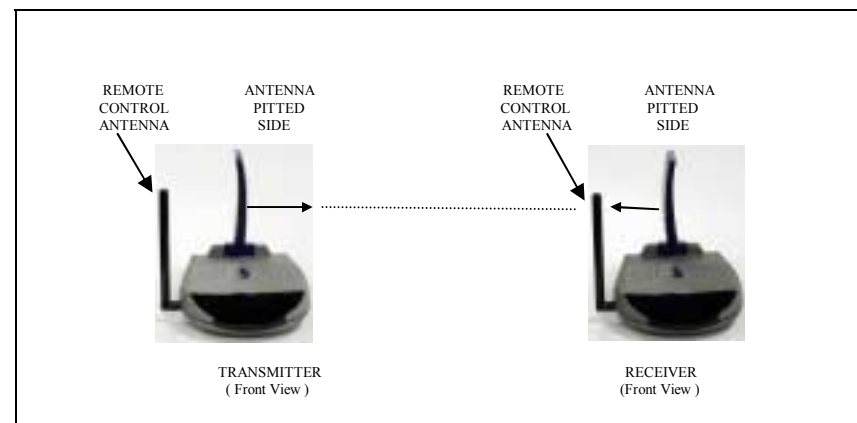 REMOTE
CONTROL
ANTENNA
ANTENNA
PITTED
SIDE
REMOTE
CONTROL
ANTENNA
ANTENNA
PITTED
SIDE
TRANSMITTER
( Front View )
RECEIVER
(Front View )